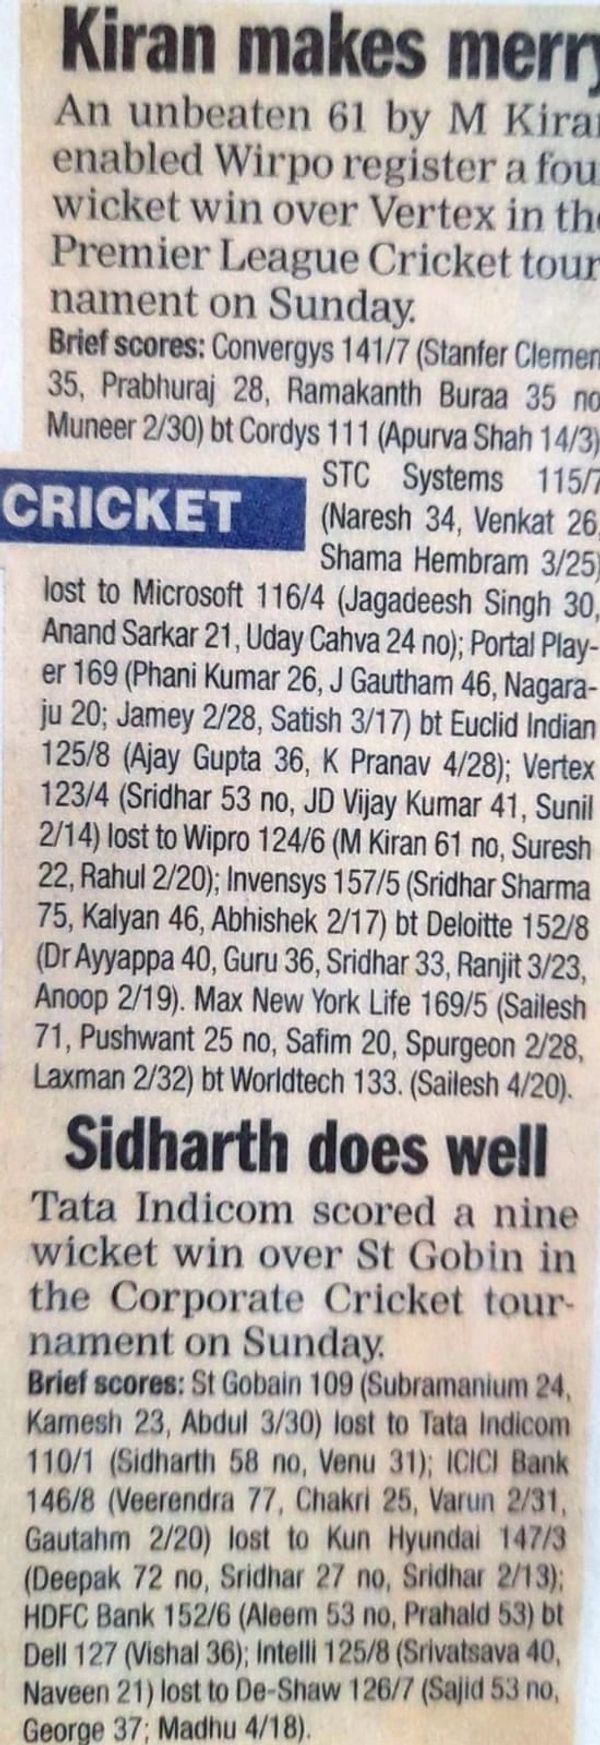 Kiran makes merry
An unbeaten 61 by M Kiran
enabled Wirpo register a fou
wicket win over Vertex in the
Premier League Cricket tour
nament on Sunday.
Brief scores: Convergys 141/7 (Stanfer Clemen
35, Prabhuraj 28, Ramakanth Buraa 35 no
Muneer 2/30) bt Cordys 111 (Apurva Shah 14/3)
CRICKET
STC Systems 115/7
(Naresh 34, Venkat 26,
Shama Hembram 3/25)
lost to Microsoft 116/4 (Jagadeesh Singh 30,
Anand Sarkar 21, Uday Cahva 24 no); Portal Play-
er 169 (Phani Kumar 26, J Gautham 46, Nagara-
ju 20; Jamey 2/28, Satish 3/17) bt Euclid Indian
125/8 (Ajay Gupta 36, K Pranav 4/28); Vertex
123/4 (Sridhar 53 no, JD Vijay Kumar 41, Sunil
2/14) lost to Wipro 124/6 (M Kiran 61 no, Suresh
22, Rahul 2/20); Invensys 157/5 (Sridhar Sharma
75, Kalyan 46, Abhishek 2/17) bt Deloitte 152/8
(Dr Ayyappa 40, Guru 36, Sridhar 33, Ranjit 3/23,
Anoop 2/19). Max New York Life 169/5 (Sailesh
71, Pushwant 25 no, Safim 20, Spurgeon 2/28,
Laxman 2/32) bt Worldtech 133. (Sailesh 4/20).
Sidharth does well
Tata Indicom scored a nine
wicket win over St Gobin in
the Corporate Cricket tour-
nament on Sunday.
Brief scores: St Gobain 109 (Subramanium 24,
Kamesh 23, Abdul 3/30) lost to Tata Indicom
110/1 (Sidharth 58 no, Venu 31); ICICI Bank
146/8 (Veerendra 77, Chakri 25, Varun 2/31,
Gautahm 2/20) lost to Kun Hyundai 147/3
(Deepak 72 no, Sridhar 27 no, Sridhar 2/13);
HDFC Bank 152/6 (Aleem 53 no, Prahald 53) bt
Dell 127 (Vishal 36); Intelli 125/8 (Srivatsava 40,
Naveen 21) lost to De-Shaw 126/7 (Sajid 53 no,
George 37; Madhu 4/18).